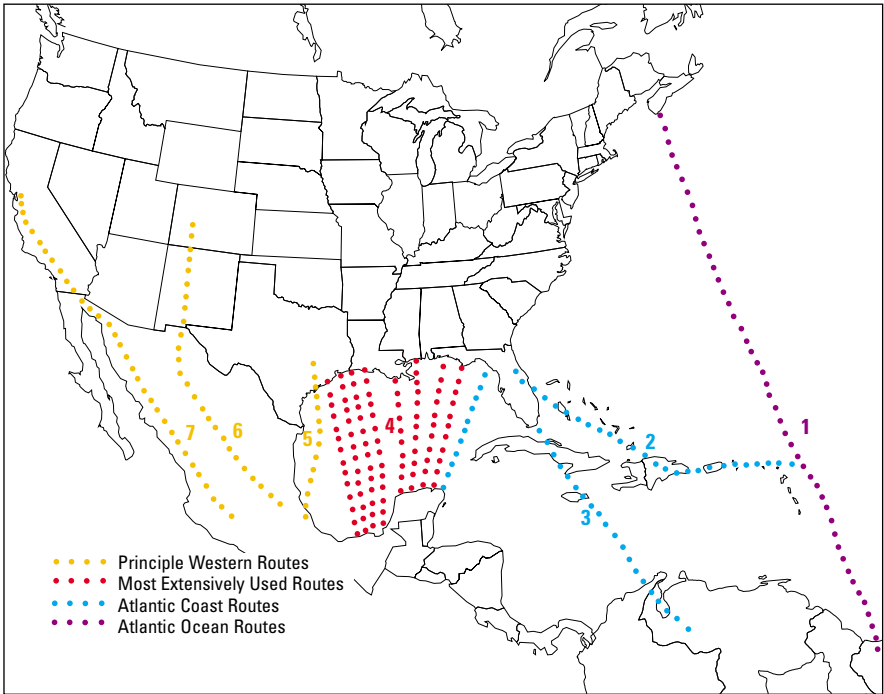 1
2
3
4
5
6
7
Principle Western Routes
Most Extensively Used Routes
Atlantic Coast Routes
Atlantic Ocean Routes